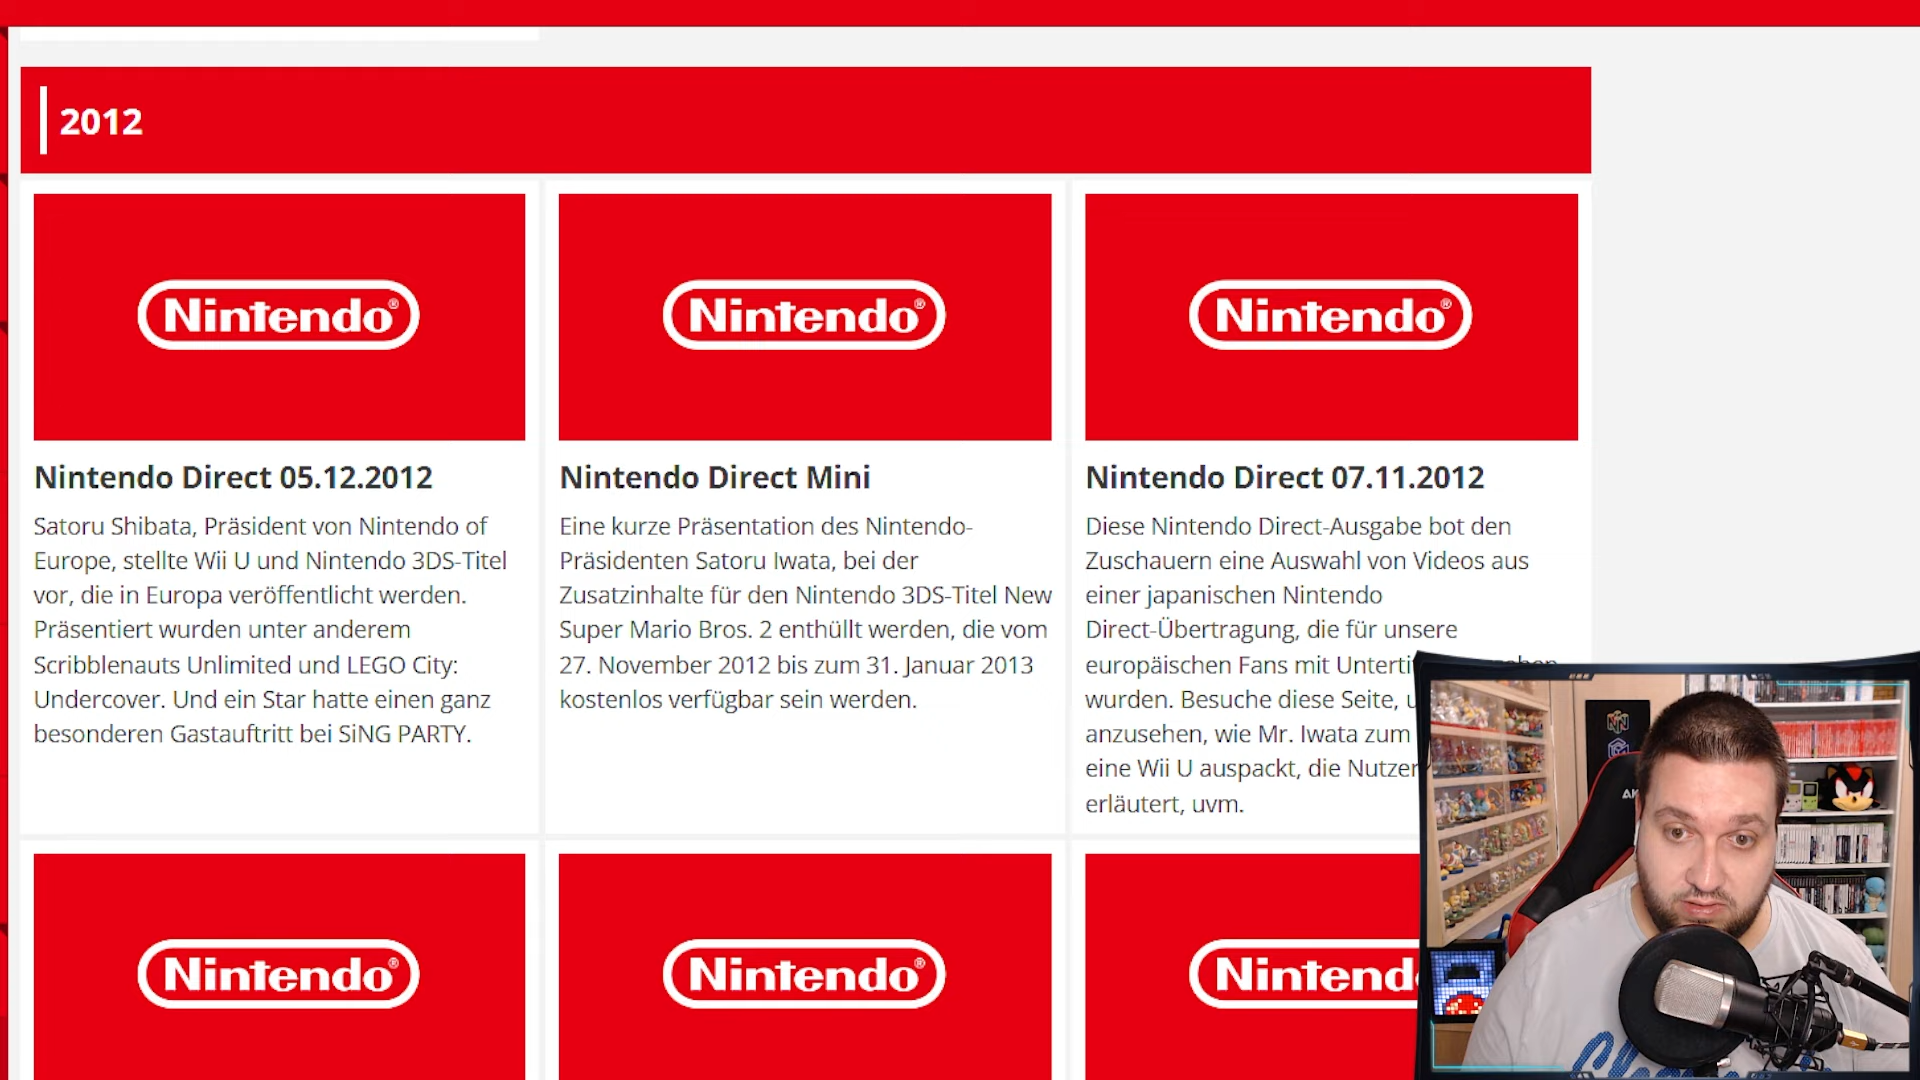 2012
Nintendo®
Nintendo®
Nintendo®
Nintendo Direct 05.12.2012
Satoru Shibata, Präsident von Nintendo of
Europe, stellte Wii U und Nintendo 3DS-Titel
vor, die in Europa veröffentlicht werden.
Präsentiert wurden unter anderem
Scribblenauts Unlimited und LEGO City:
Undercover. Und ein Star hatte einen ganz
besonderen Gastauftritt bei SiNG PARTY.
Nintendo Direct Mini
Eine kurze Präsentation des Nintendo-
Präsidenten Satoru Iwata, bei der
Zusatzinhalte für den Nintendo 3DS-Titel New
Super Mario Bros. 2 enthüllt werden, die vom
27. November 2012 bis zum 31. Januar 2013
kostenlos verfügbar sein werden.
Nintendo Direct 07.11.2012
Diese Nintendo Direct-Ausgabe bot den
Zuschauern eine Auswahl von Videos aus
einer japanischen Nintendo
Direct-Übertragung, die für unsere
europäischen Fans mit
wurden. Besuche diese Seite,
anzusehen, wie Mr. Iwata zum
eine Wii U auspackt, die
erläutert, uvm.
Nintendo®
Nintendo®
Nintend